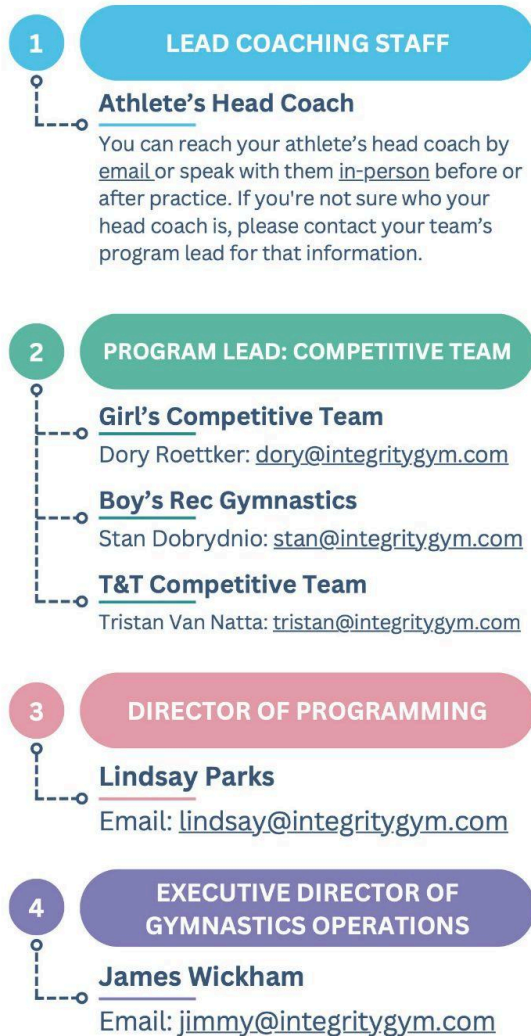 1
LEAD COACHING STAFF
Athlete's Head Coach
You can reach your athlete's head coach by
email or speak with them in-person before or
after practice. If you're not sure who your
head coach is, please contact your team's
program lead for that information.
2
PROGRAM LEAD: COMPETITIVE TEAM
Girl's Competitive Team
Dory Roettker: dory@integritygym.com
Boy's Rec Gymnastics
Stan Dobrydnio: stan@integritygym.com
T&T Competitive Team
Tristan Van Natta: tristan@integritygym.com
3
DIRECTOR OF PROGRAMMING
Lindsay Parks
Email: lindsay@integritygym.com
4
EXECUTIVE DIRECTOR OF
GYMNASTICS OPERATIONS
James Wickham
Email: jimmy@integritygym.com